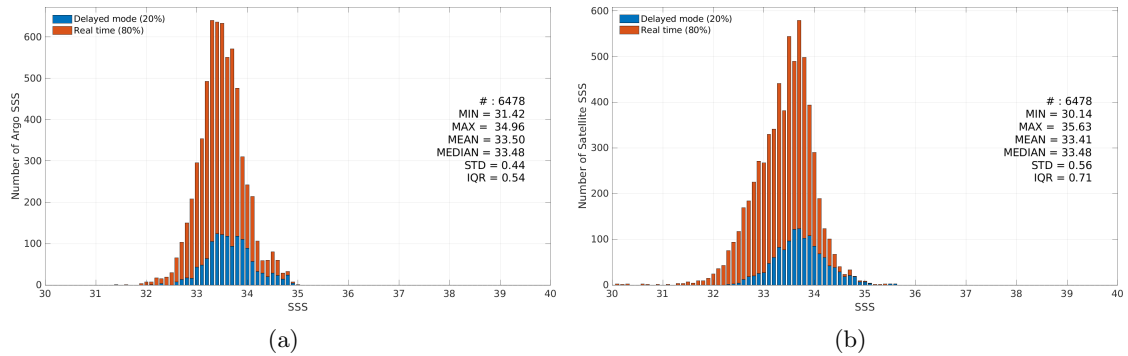 Delayed mode (20%)
Real time (80%)
600
500
400
300
200
100
0
Number of Argo SSS
# : 6478
MIN = 31.42
MAX = 34.96
MEAN = 33.50
MEDIAN = 33.48
STD = 0.44
IQR = 0.54
30 31 32 33 34 35 36 37 38 39 40
SSS
(a)
Delayed mode (20%)
Real time (80%)
600
500
400
300
200
100
0
Number of Satellite SSS
# : 6478
MIN = 30.14
MAX = 35.63
MEAN = 33.41
MEDIAN = 33.48
STD = 0.56
IQR = 0.71
30 31 32 33 34 35 36 37 38 39 40
SSS
(b)